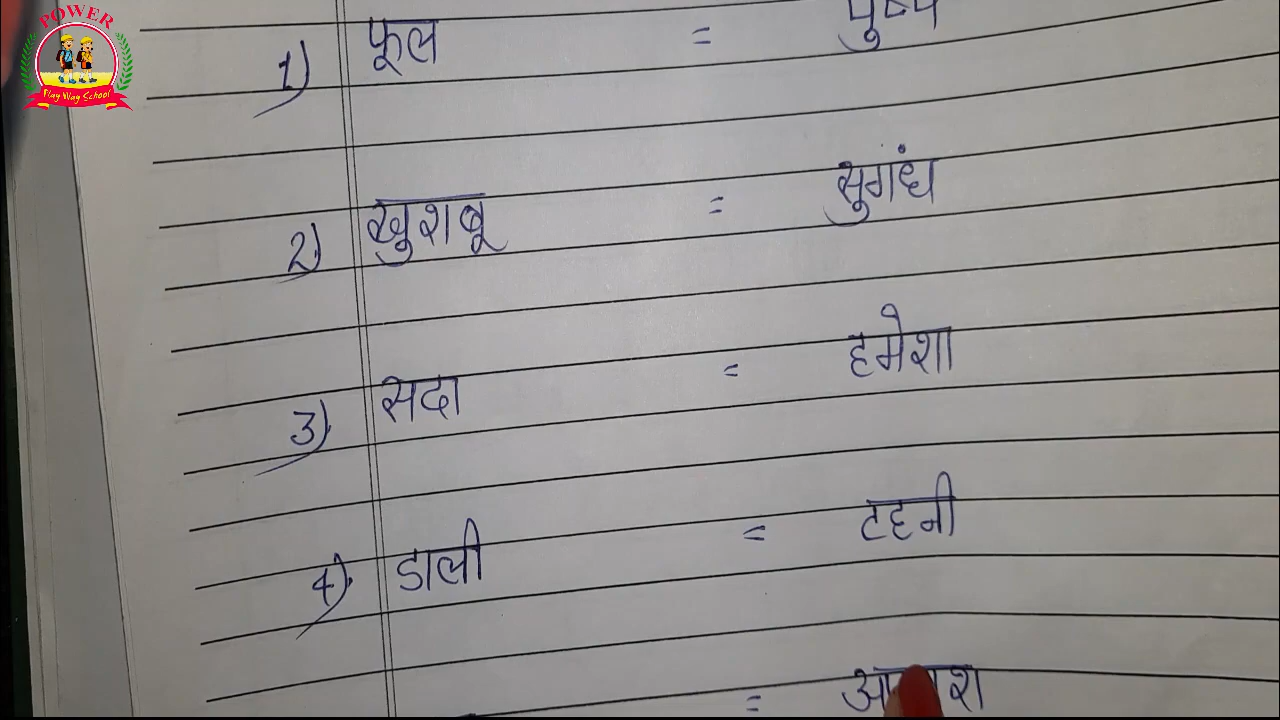 POWER
Play Way School
1) फूल = पुष्प
2) खुशबू = सुगंध
3) सदा = हमेशा
4) डाली = टहनी
=